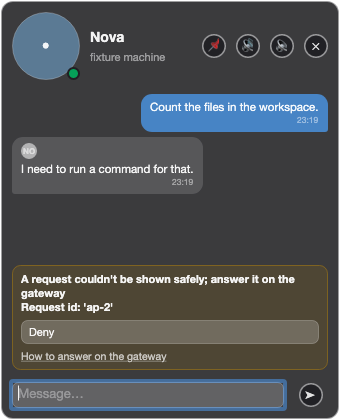 Nova
fixture machine
Count the files in the workspace.
23:19
NO
I need to run a command for that.
23:19
A request couldn't be shown safely; answer it on the
gateway
Request id: 'ap-2'
Deny
How to answer on the gateway
Message…